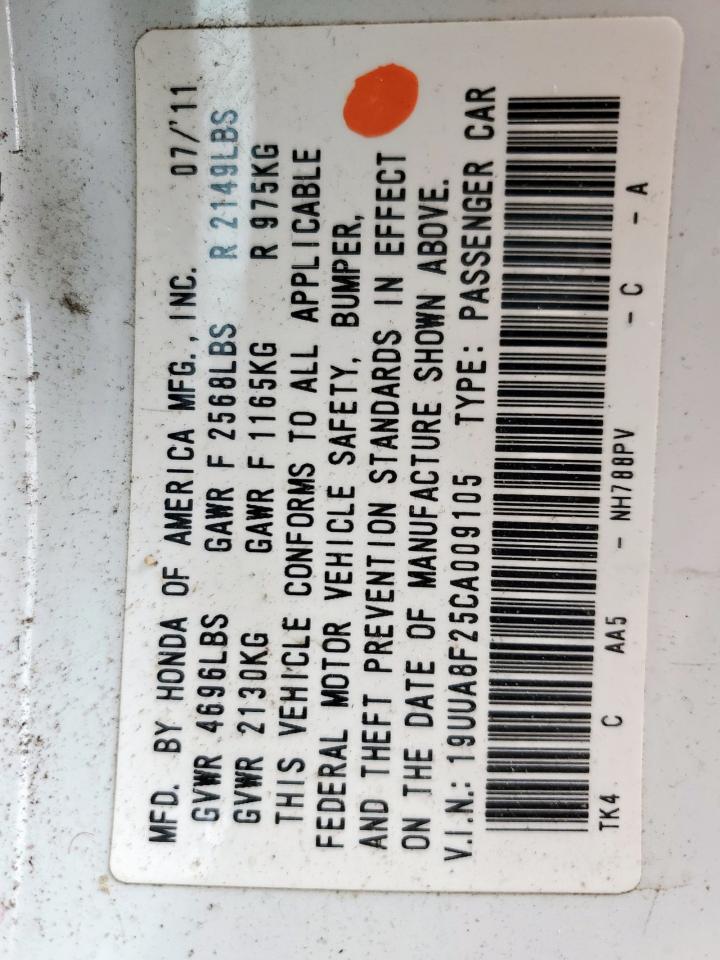 MFD. BY HONDA OF AMERICA MFG., INC. 07/'11
GVWR 4696LBS GAWR F 2568LBS R 2149LBS
GVWR 2130KG GAWR F 1165KG R 975KG
THIS VEHICLE CONFORMS TO ALL APPLICABLE
FEDERAL MOTOR VEHICLE SAFETY, BUMPER,
AND THEFT PREVENTION STANDARDS IN EFFECT
ON THE DATE OF MANUFACTURE SHOWN ABOVE.
V.I.N.: 19UUA8F25CA009105 TYPE: PASSENGER CAR
TK4 C AA5 - NH788PV - C - A